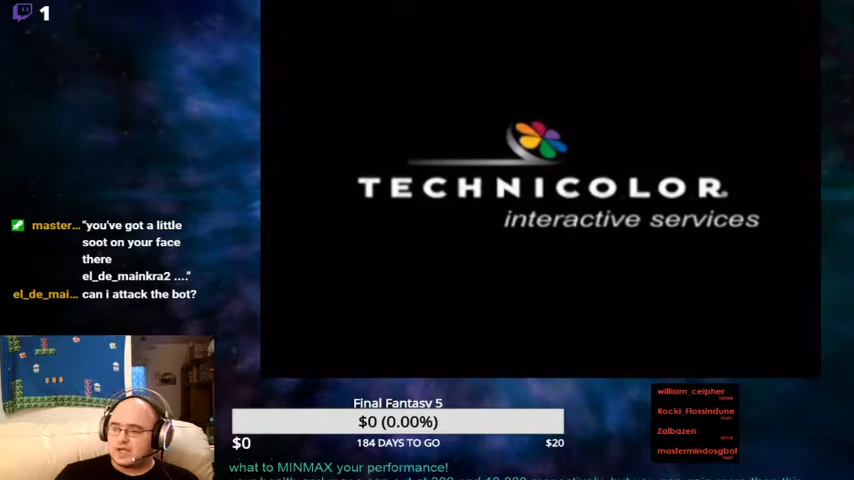 1
TECHNICOLOR
interactive services
master... "you've got a little
soot on your face
there
el_de_mainkra2 ...."
el_de_mai... can i attack the bot?
Final Fantasy 5
$0 (0.00%)
$0 184 DAYS TO GO $20
william_ceipher
Rocki_Flossindune
Zalbazen
mastermindosgbot
what to MINMAX your performance!